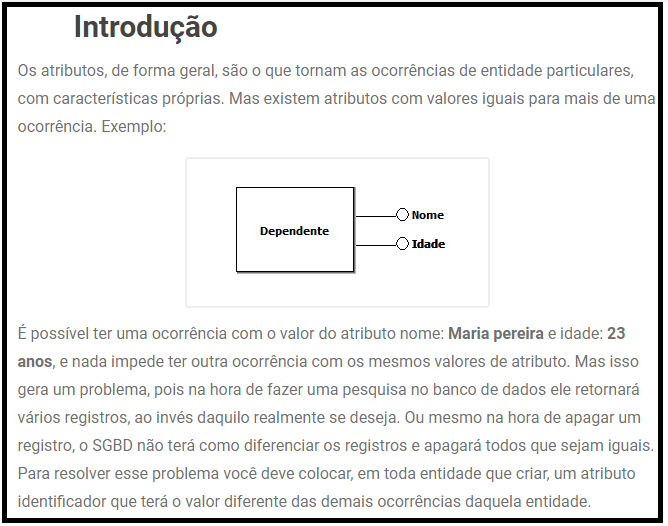 Introdução
Os atributos, de forma geral, são o que tornam as ocorrências de entidade particulares,
com características próprias. Mas existem atributos com valores iguais para mais de uma
ocorrência. Exemplo:
Dependente
Nome
Idade
É possível ter uma ocorrência com o valor do atributo nome: Maria pereira e idade: 23
anos, e nada impede ter outra ocorrência com os mesmos valores de atributo. Mas isso
gera um problema, pois na hora de fazer uma pesquisa no banco de dados ele retornará
vários registros, ao invés daquilo realmente se deseja. Ou mesmo na hora de apagar um
registro, o SGBD não terá como diferenciar os registros e apagará todos que sejam iguais.
Para resolver esse problema você deve colocar, em toda entidade que criar, um atributo
identificador que terá o valor diferente das demais ocorrências daquela entidade.